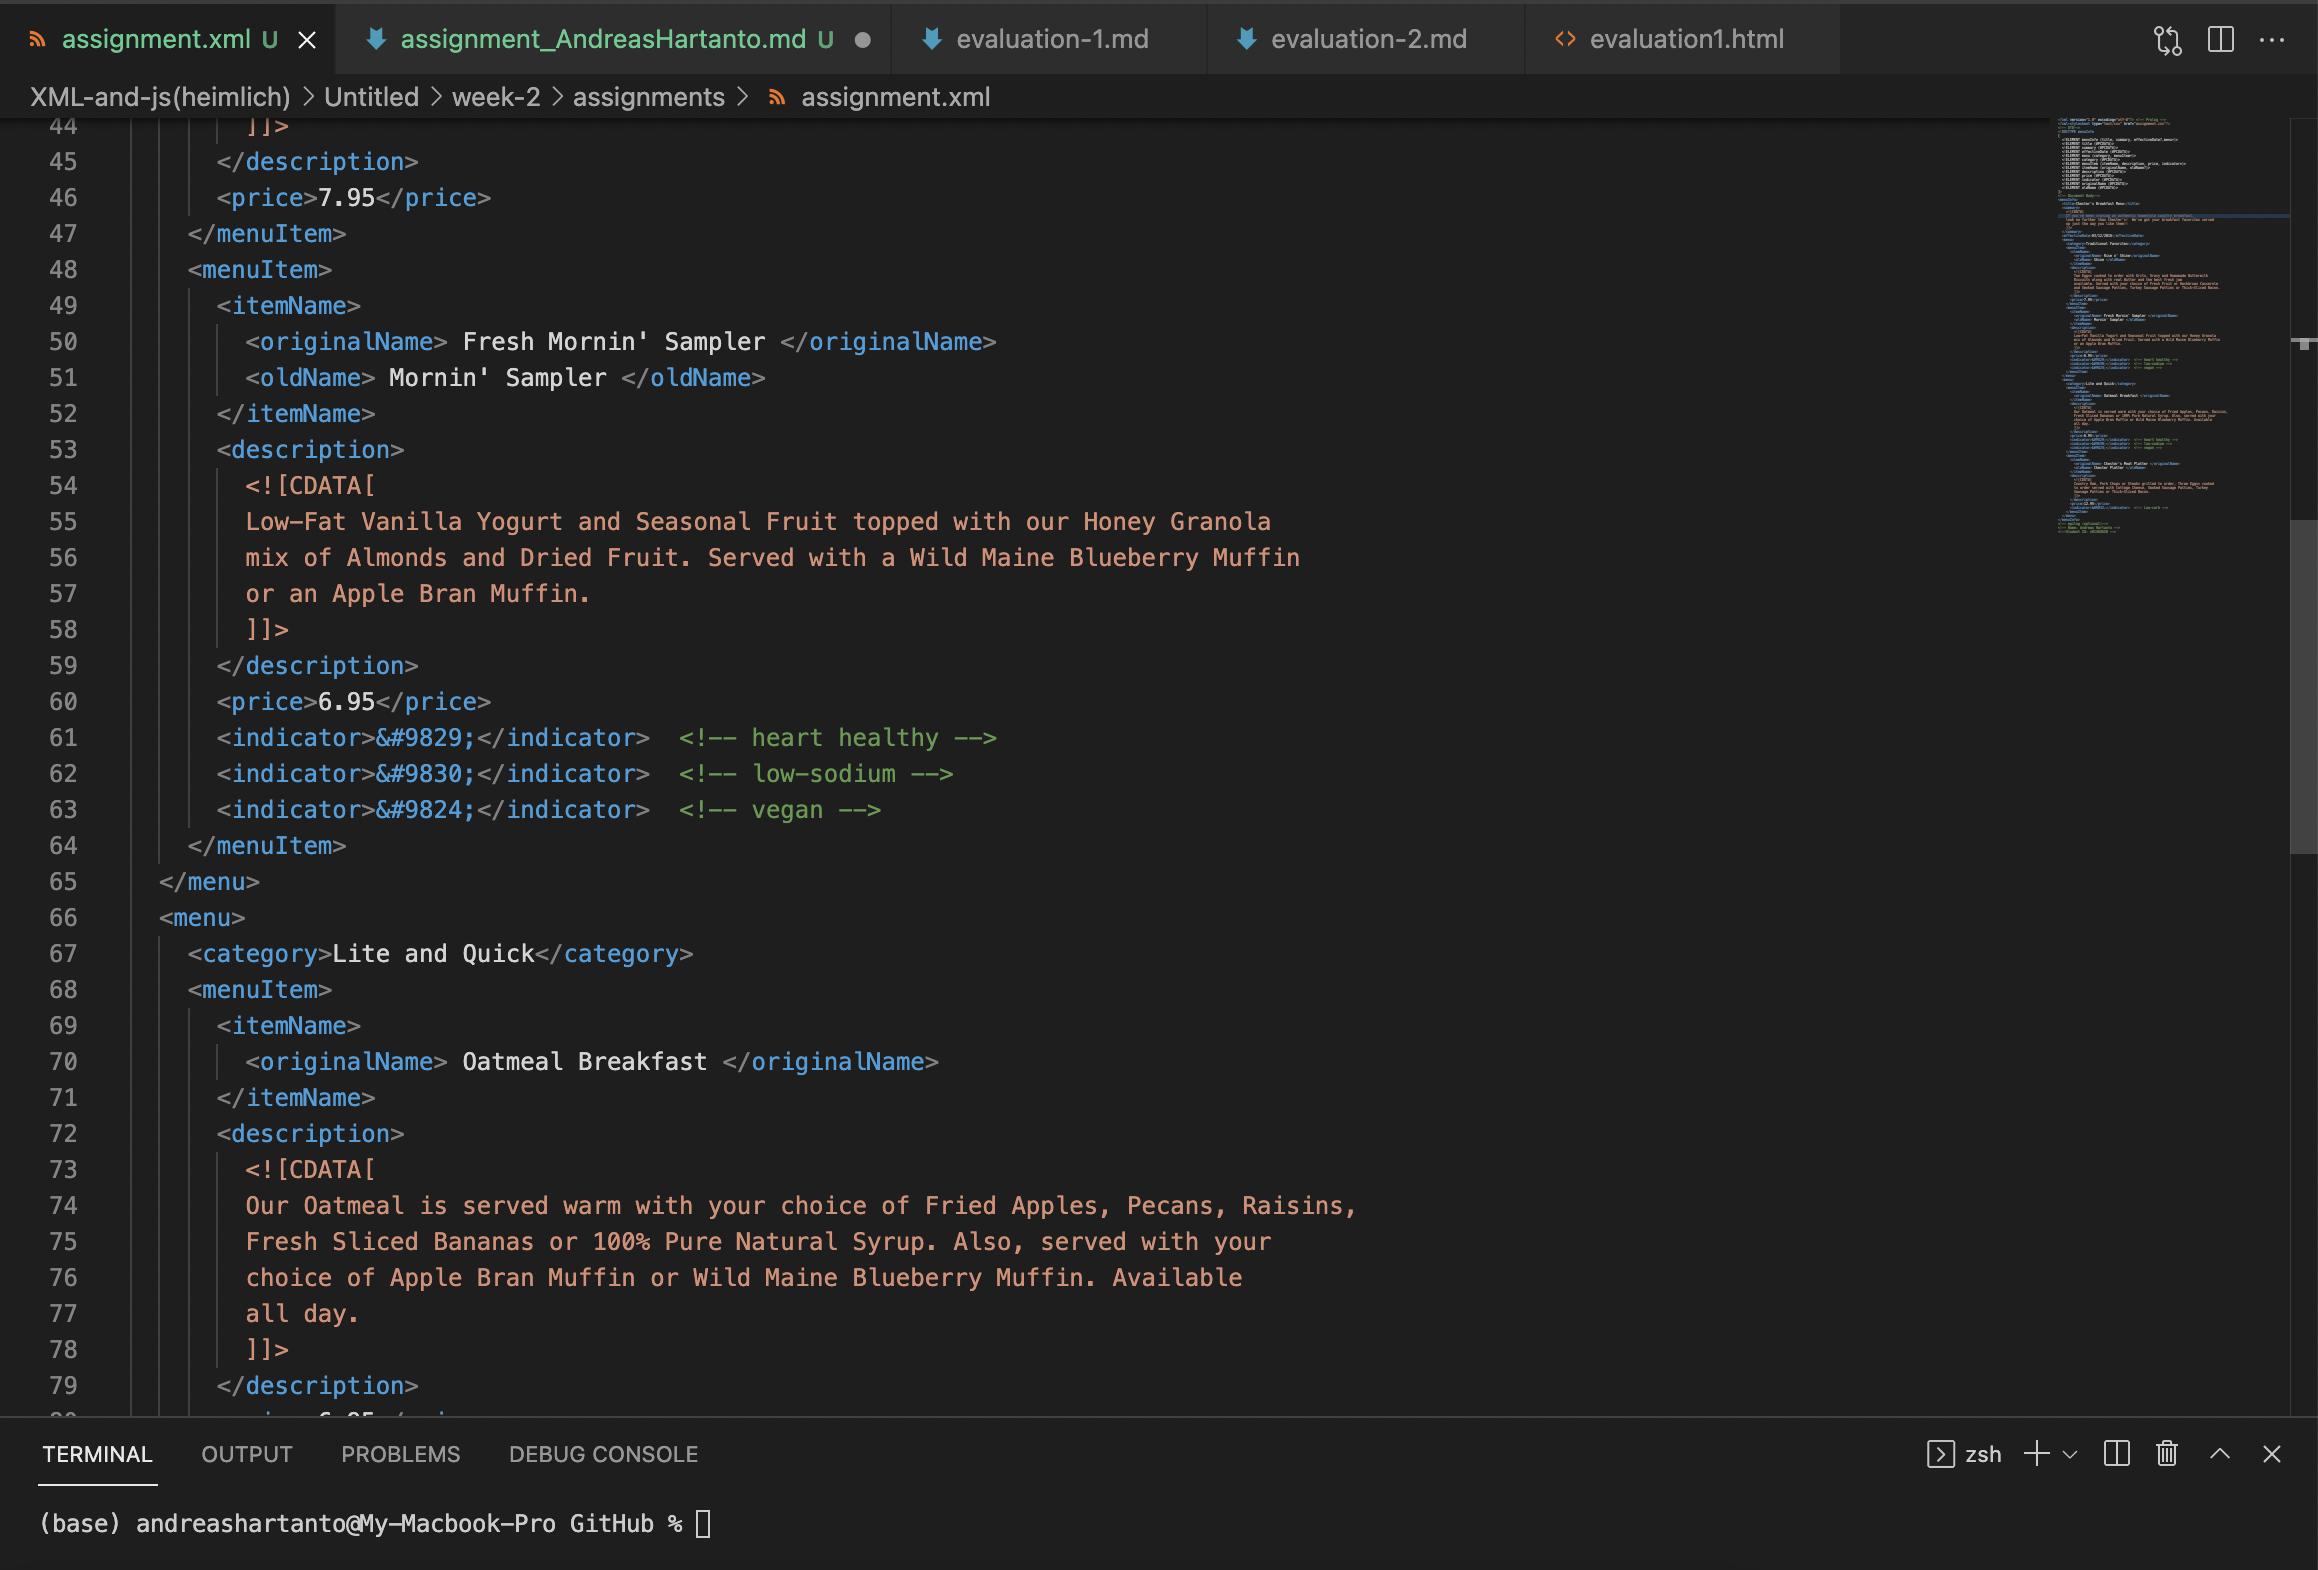 assignment.xml U
assignment_AndreasHartanto.md U
evaluation-1.md
evaluation-2.md
evaluation1.html
XML-and-js(heimlich) > Untitled > week-2 > assignments > assignment.xml
44 ]]>
45 </description>
46 <price>7.95</price>
47 </menuItem>
48 <menuItem>
49 <itemName>
50 <originalName> Fresh Mornin' Sampler </originalName>
51 <oldName> Mornin' Sampler </oldName>
52 </itemName>
53 <description>
54 <![CDATA[
55 Low-Fat Vanilla Yogurt and Seasonal Fruit topped with our Honey Granola
56 mix of Almonds and Dried Fruit. Served with a Wild Maine Blueberry Muffin
57 or an Apple Bran Muffin.
58 ]]>
59 </description>
60 <price>6.95</price>
61 <indicator>&#9829;</indicator> <!-- heart healthy -->
62 <indicator>&#9830;</indicator> <!-- low-sodium -->
63 <indicator>&#9824;</indicator> <!-- vegan -->
64 </menuItem>
65 </menu>
66 <menu>
67 <category>Lite and Quick</category>
68 <menuItem>
69 <itemName>
70 <originalName> Oatmeal Breakfast </originalName>
71 </itemName>
72 <description>
73 <![CDATA[
74 Our Oatmeal is served warm with your choice of Fried Apples, Pecans, Raisins,
75 Fresh Sliced Bananas or 100% Pure Natural Syrup. Also, served with your
76 choice of Apple Bran Muffin or Wild Maine Blueberry Muffin. Available
77 all day.
78 ]]>
79 </description>
TERMINAL OUTPUT PROBLEMS DEBUG CONSOLE
zsh
(base) andreashartanto@My-Macbook-Pro GitHub %